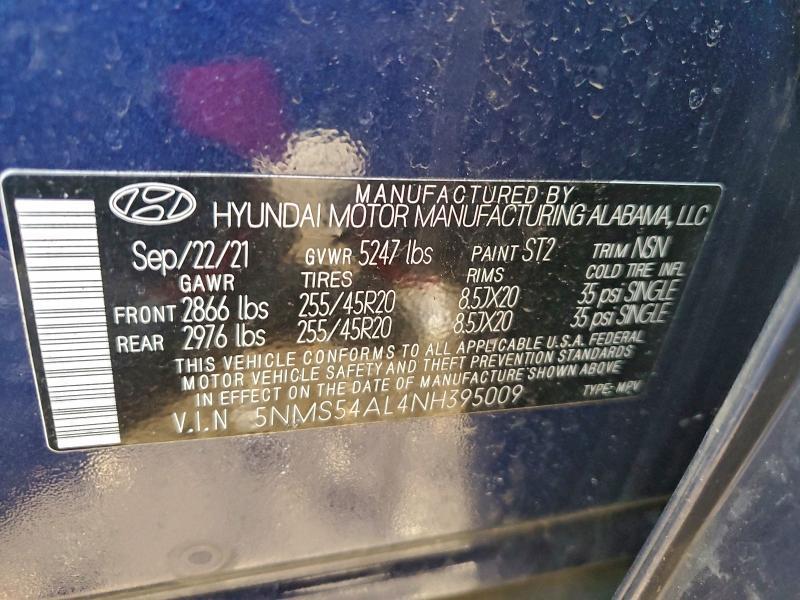 MANUFACTURED BY
HYUNDAI MOTOR MANUFACTURING ALABAMA, LLC
Sep/22/21 GVWR 5247 lbs PAINT ST2 TRIM NSN
GAWR TIRES RIMS COLD TIRE INFL
FRONT 2866 lbs 255/45R20 8.5JX20 35 psi SINGLE
REAR 2976 lbs 255/45R20 8.5JX20 35 psi SINGLE
THIS VEHICLE CONFORMS TO ALL APPLICABLE U.S.A. FEDERAL
MOTOR VEHICLE SAFETY AND THEFT PREVENTION STANDARDS
IN EFFECT ON THE DATE OF MANUFACTURE SHOWN ABOVE
V.I.N 5NMS54AL4NH395009 TYPE: MPV